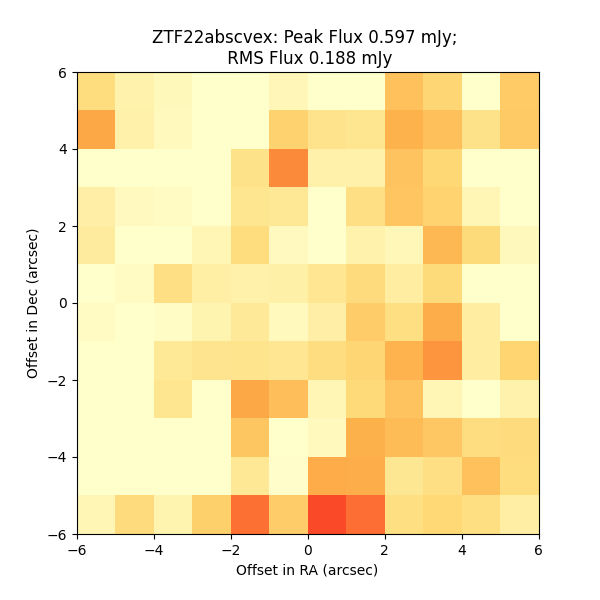 ZTF22abscvex: Peak Flux 0.597 mJy;
RMS Flux 0.188 mJy
6
4
2
0
−2
−4
−6
Offset in Dec (arcsec)
−6 −4 −2 0 2 4 6
Offset in RA (arcsec)